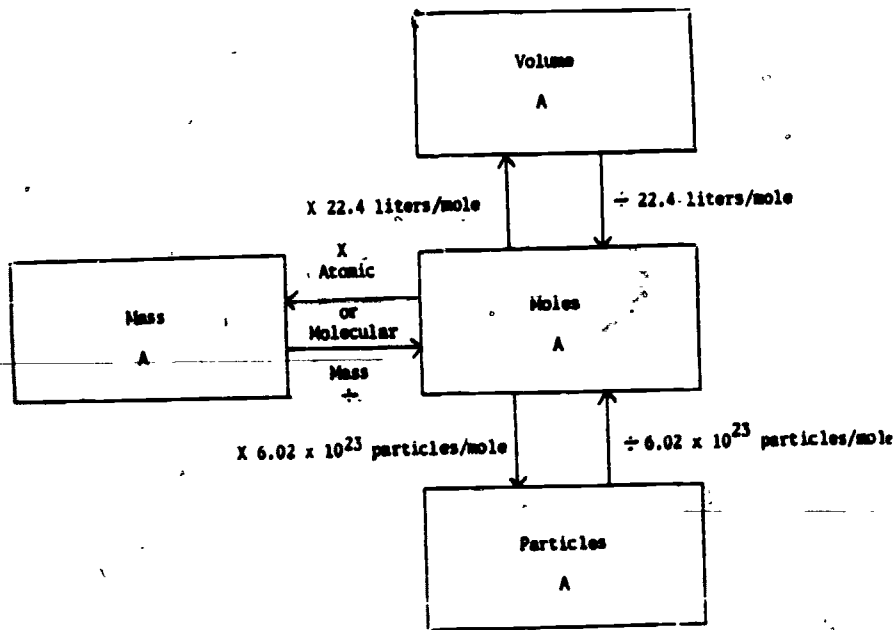 Volume
A
X 22.4 liters/mole
÷ 22.4 liters/mole
X
Atomic
or
Molecular
Mass
÷
Mass
A
Moles
A
X 6.02 x 10²³ particles/mole
÷ 6.02 x 10²³ particles/mole
Particles
A